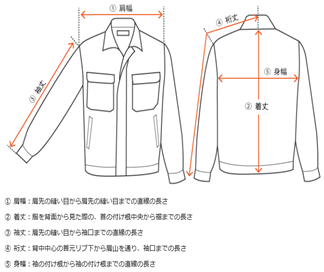 ① 肩幅
④ 裄丈
③ 袖丈
⑤ 身幅
② 着丈
① 肩幅：肩先の縫い目から肩先の縫い目までの直線の長さ
② 着丈：服を背面から見た際の、首の付け根中央から裾までの長さ
③ 袖丈：肩先の縫い目から袖口までの直線の長さ
④ 裄丈：背中中心の首元リブ下から肩山を通り、袖口までの長さ
⑤ 身幅：袖の付け根から袖の付け根までの直線の長さ